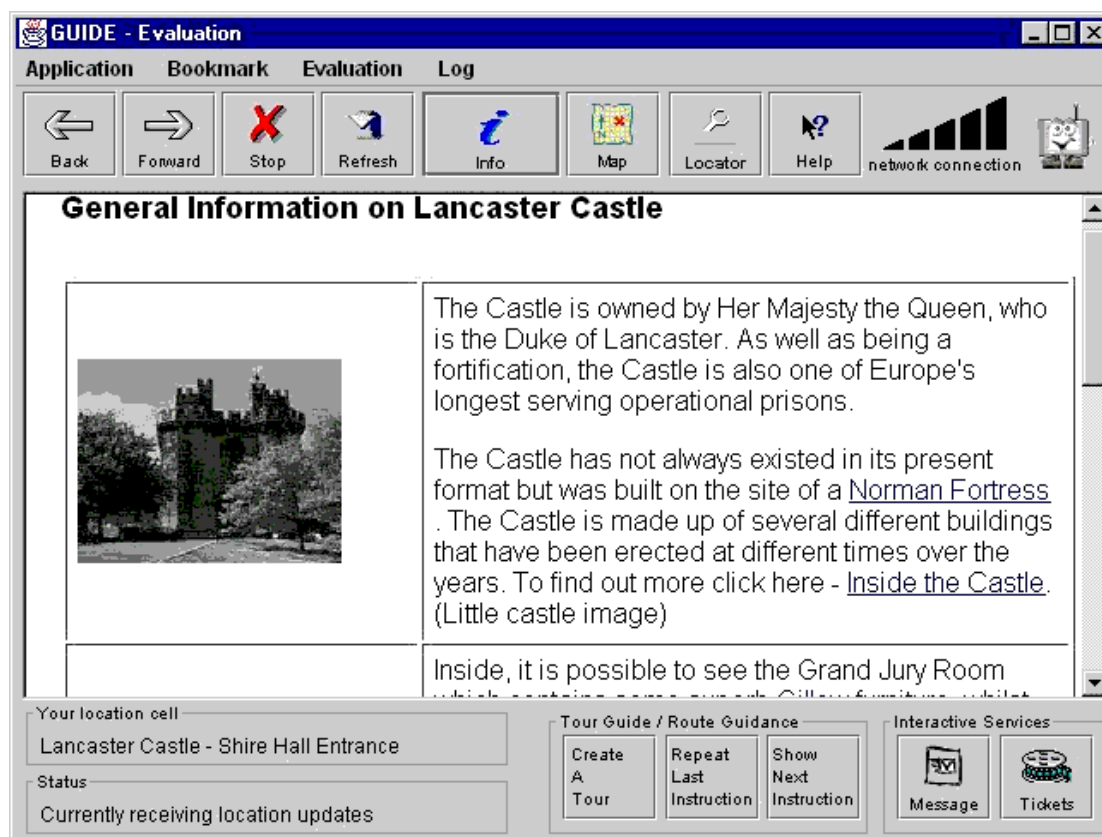 GUIDE - Evaluation
Application Bookmark Evaluation Log
Back Forward Stop Refresh Info Map Locator Help network connection
General Information on Lancaster Castle
The Castle is owned by Her Majesty the Queen, who
is the Duke of Lancaster. As well as being a
fortification, the Castle is also one of Europe's
longest serving operational prisons.
The Castle has not always existed in its present
format but was built on the site of a Norman Fortress
. The Castle is made up of several different buildings
that have been erected at different times over the
years. To find out more click here - Inside the Castle.
(Little castle image)
Inside, it is possible to see the Grand Jury Room
which contains some superb Gillow furniture, whilst
Your location cell
Lancaster Castle - Shire Hall Entrance
Status
Currently receiving location updates
Tour Guide / Route Guidance
Create
A
Tour
Repeat
Last
Instruction
Show
Next
Instruction
Interactive Services
Message
Tickets